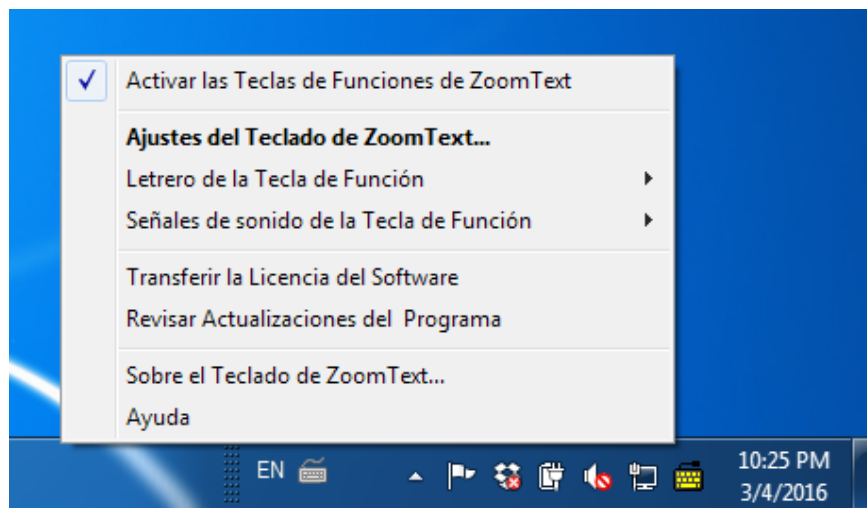 Activar las Teclas de Funciones de ZoomText
Ajustes del Teclado de ZoomText...
Letrero de la Tecla de Función
Señales de sonido de la Tecla de Función
Transferir la Licencia del Software
Revisar Actualizaciones del  Programa
Sobre el Teclado de ZoomText...
Ayuda
EN
10:25 PM
3/4/2016